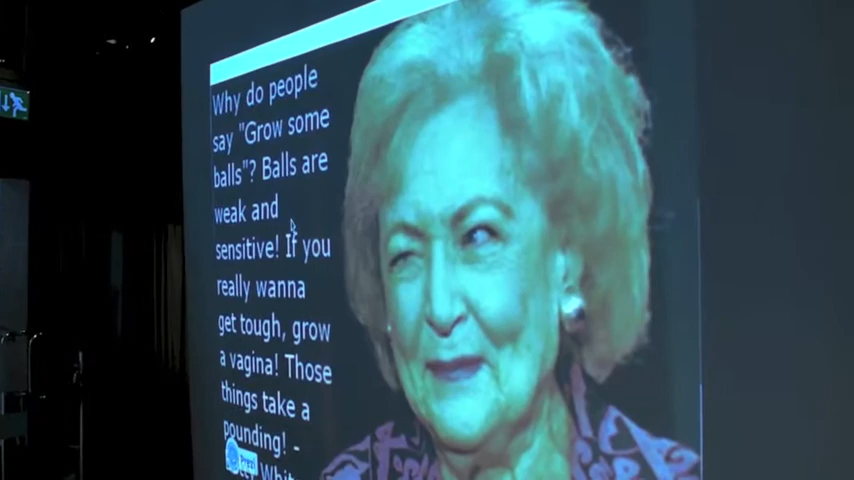 Why do people
say "Grow some
balls"? Balls are
weak and
sensitive! If you
really wanna
get tough, grow
a vagina! Those
things take a
pounding! -
Prezi